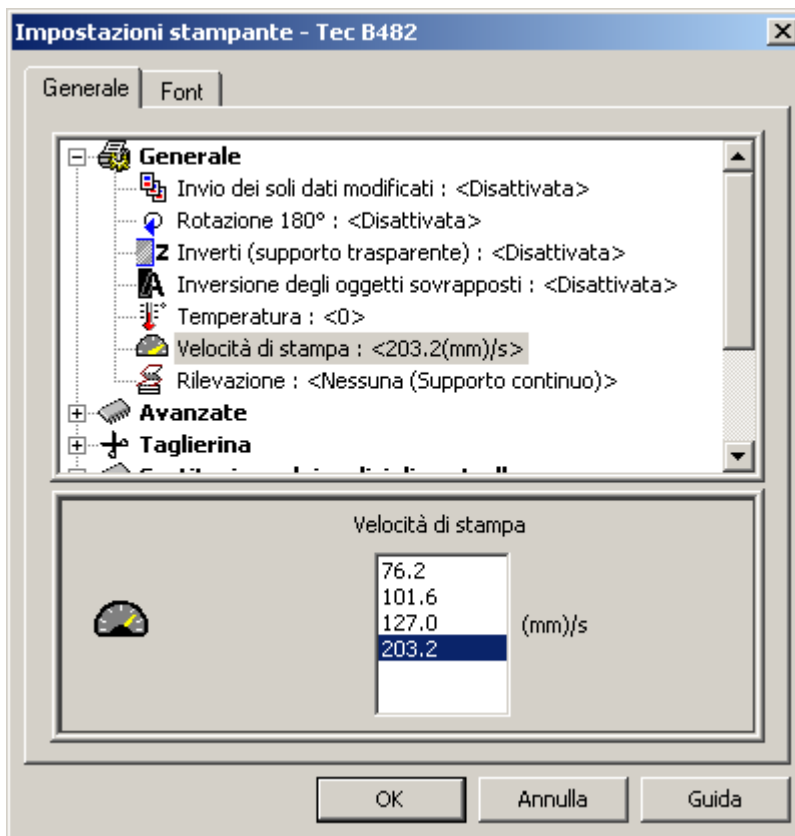 Impostazioni stampante - Tec B482
Generale
Font
Generale
Invio dei soli dati modificati : <Disattivata>
Rotazione 180° : <Disattivata>
Inverti (supporto trasparente) : <Disattivata>
Inversione degli oggetti sovrapposti : <Disattivata>
Temperatura : <0>
Velocità di stampa : <203.2(mm)/s>
Rilevazione : <Nessuna (Supporto continuo)>
Avanzate
Taglierina
Velocità di stampa
76.2
101.6
127.0
203.2
(mm)/s
OK
Annulla
Guida